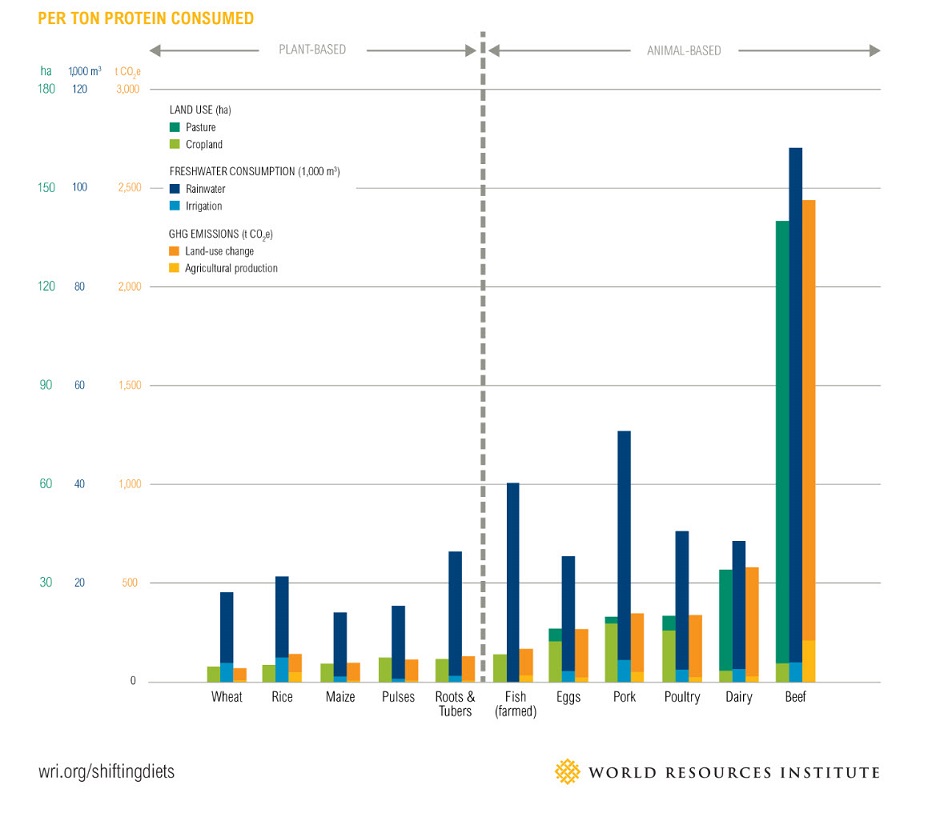 PER TON PROTEIN CONSUMED
PLANT-BASED
ANIMAL-BASED
ha 1,000 m³ t CO₂e
180 120 3,000
LAND USE (ha)
Pasture
Cropland
FRESHWATER CONSUMPTION (1,000 m³)
150 100 2,500
Rainwater
Irrigation
GHG EMISSIONS (t CO₂e)
Land-use change
Agricultural production
120 80 2,000
90 60 1,500
60 40 1,000
30 20 500
0
Wheat Rice Maize Pulses Roots & Tubers Fish (farmed) Eggs Pork Poultry Dairy Beef
wri.org/shiftingdiets
WORLD RESOURCES INSTITUTE